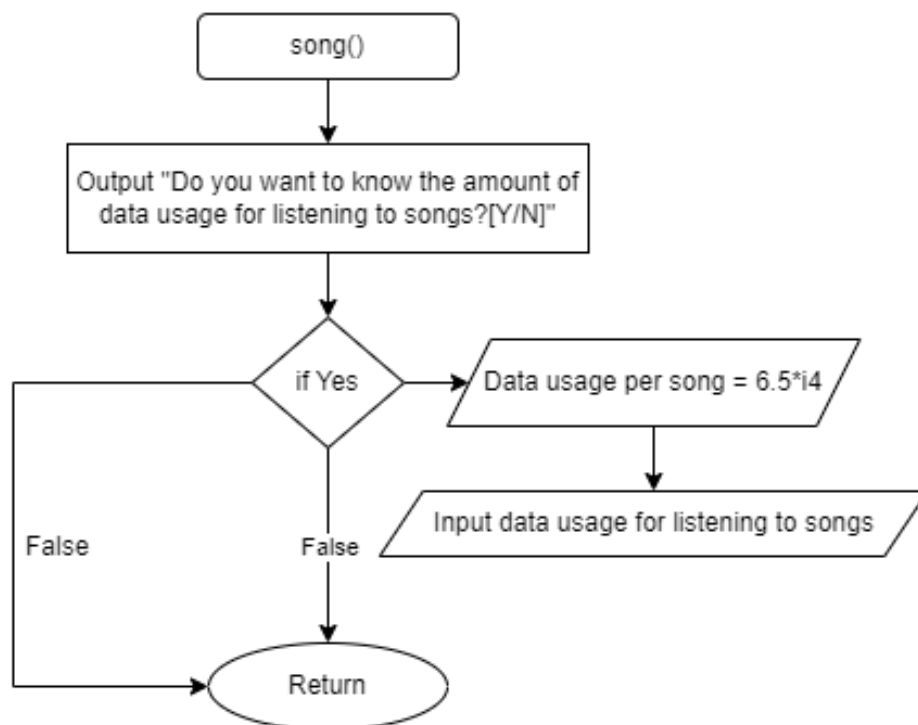 song()
Output "Do you want to know the amount of
data usage for listening to songs?[Y/N]"
if Yes
Data usage per song = 6.5*i4
Input data usage for listening to songs
False
False
Return